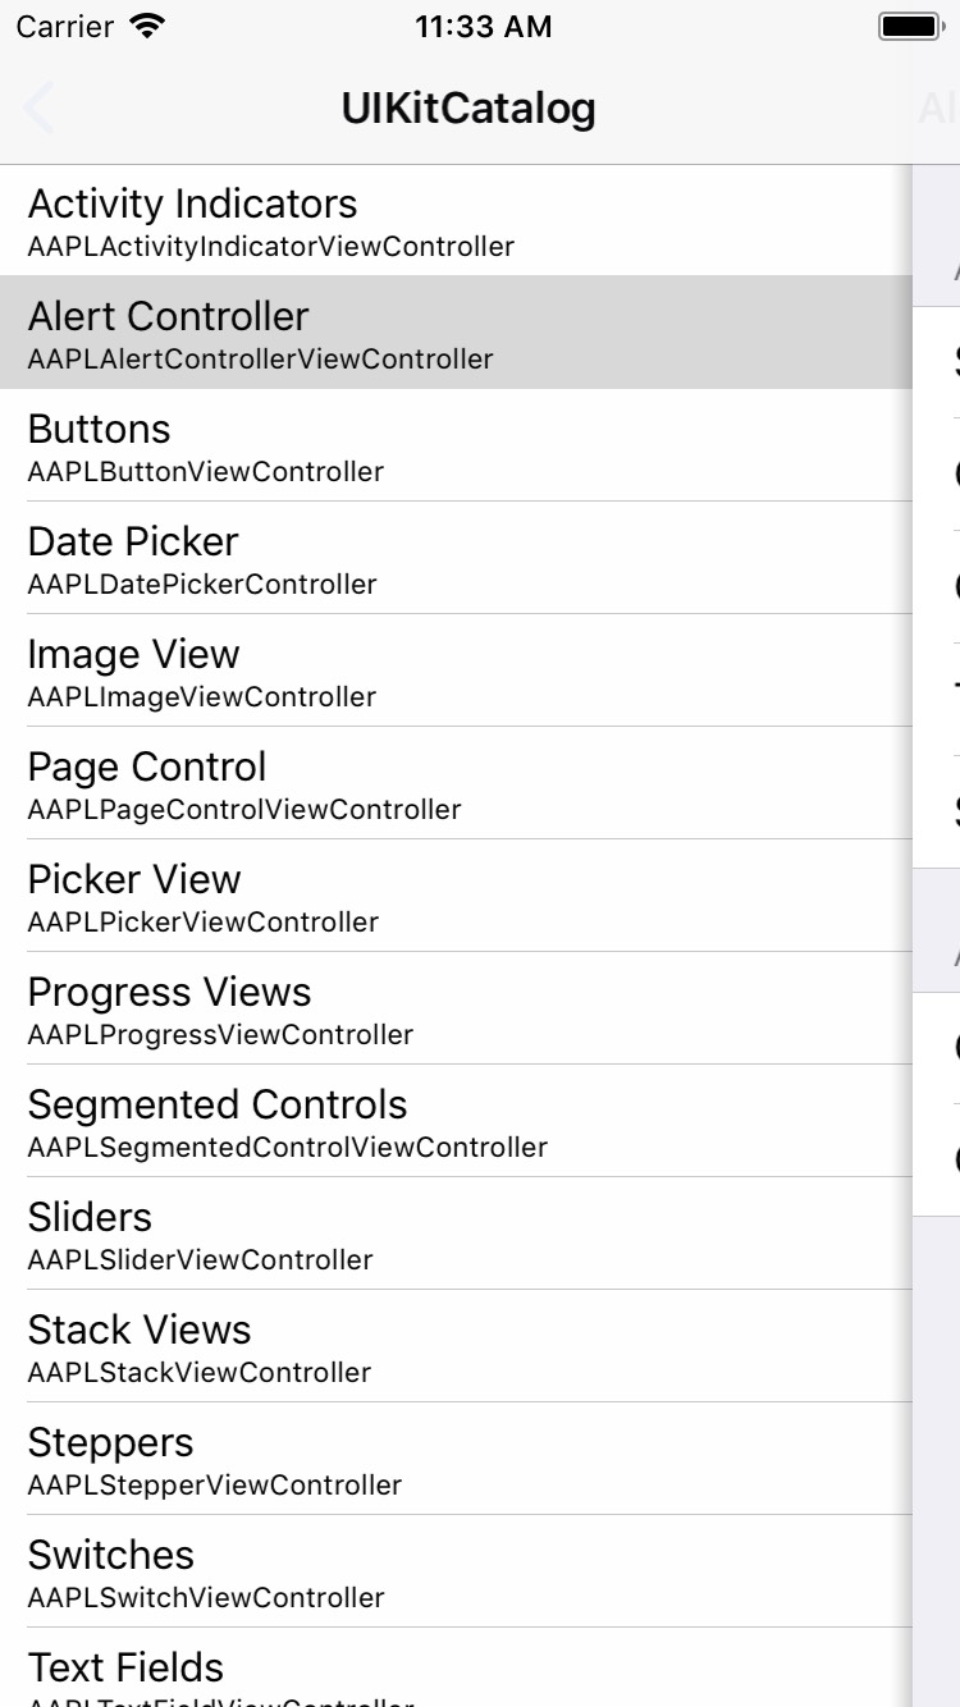 Carrier 11:33 AM
UIKitCatalog
Activity Indicators
AAPLActivityIndicatorViewController
Alert Controller
AAPLAlertControllerViewController
Buttons
AAPLButtonViewController
Date Picker
AAPLDatePickerController
Image View
AAPLImageViewController
Page Control
AAPLPageControlViewController
Picker View
AAPLPickerViewController
Progress Views
AAPLProgressViewController
Segmented Controls
AAPLSegmentedControlViewController
Sliders
AAPLSliderViewController
Stack Views
AAPLStackViewController
Steppers
AAPLStepperViewController
Switches
AAPLSwitchViewController
Text Fields
AAPLTextFieldViewController